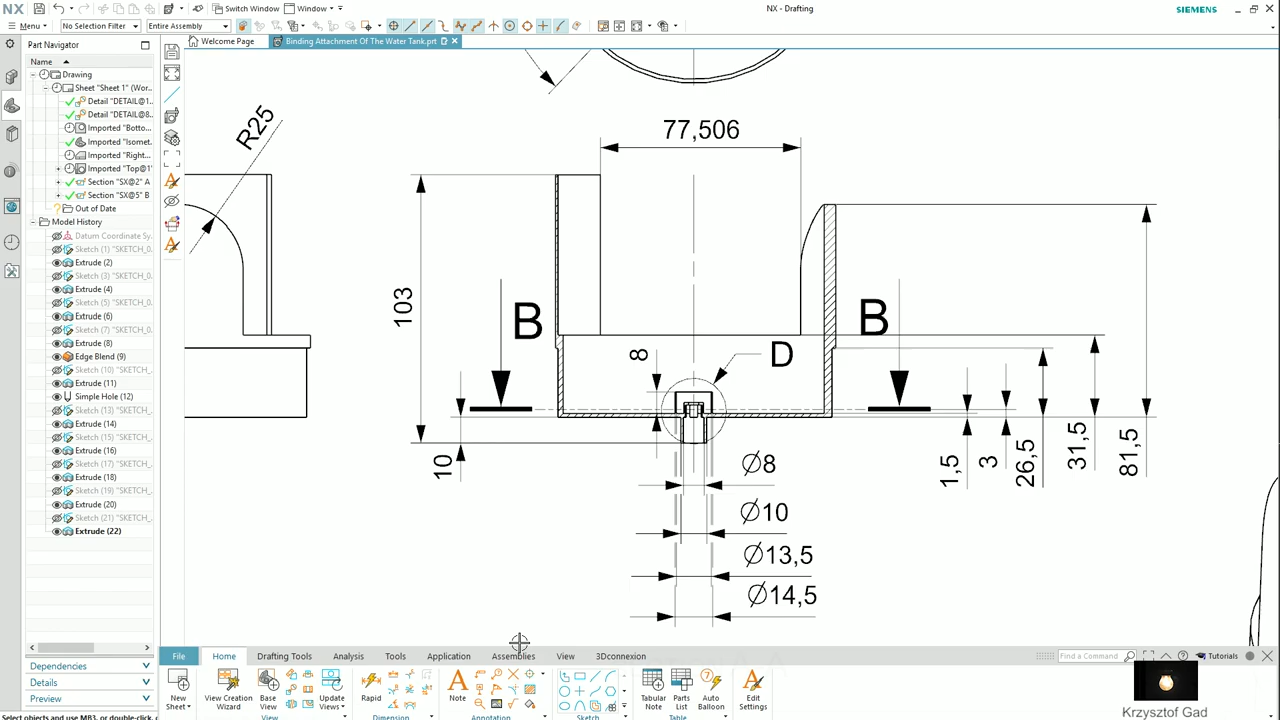 NX
Switch Window
Window
NX - Drafting
SIEMENS
Menu
No Selection Filter
Entire Assembly
Part Navigator
Welcome Page
Binding Attachment Of The Water Tank.prt
Name
Drawing
Sheet "Sheet 1" (Wor...
Detail "DETAIL@1...
Detail "DETAIL@8...
Imported "Botto...
Imported "Isomet...
Imported "Right...
Imported "Top@1"
Section "SX@2" A
Section "SX@5" B
Out of Date
Model History
Datum Coordinate Sy...
Sketch (1) "SKETCH_0...
Extrude (2)
Sketch (3) "SKETCH_0...
Extrude (4)
Sketch (5) "SKETCH_0...
Extrude (6)
Sketch (7) "SKETCH_0...
Extrude (8)
Edge Blend (9)
Sketch (10) "SKETCH_...
Extrude (11)
Simple Hole (12)
Extrude (14)
Extrude (16)
Sketch (17) "SKETCH_...
Extrude (18)
Sketch (19) "SKETCH_...
Extrude (20)
Sketch (21) "SKETCH_...
Extrude (22)
Dependencies
Details
Preview
R25
77,506
103
B
B
8
D
10
1,5
3
26,5
31,5
81,5
∅8
∅10
∅13,5
∅14,5
File
Home
Drafting Tools
Analysis
Tools
Application
Assemblies
View
3Dconnexion
Find a Command
Tutorials
New
Sheet
View Creation
Wizard
Base
View
Update
Views
Rapid
Note
Tabular
Note
Parts
List
Auto
Balloon
Edit
Settings
View
Dimension
Annotation
Sketch
Table
Select objects and use MB3, or double-click,
Krzysztof Gad